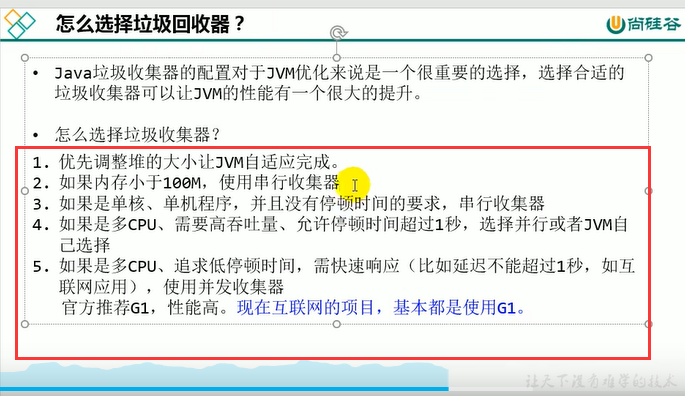 怎么选择垃圾回收器？
尚硅谷
• Java垃圾收集器的配置对于JVM优化来说是一个很重要的选择，选择合适的
垃圾收集器可以让JVM的性能有一个很大的提升。
• 怎么选择垃圾收集器？
1. 优先调整堆的大小让JVM自适应完成。
2. 如果内存小于100M，使用串行收集器
3. 如果是单核、单机程序，并且没有停顿时间的要求，串行收集器
4. 如果是多CPU、需要高吞吐量、允许停顿时间超过1秒，选择并行或者JVM自
己选择
5. 如果是多CPU、追求低停顿时间，需快速响应（比如延迟不能超过1秒，如互
联网应用），使用并发收集器
官方推荐G1，性能高。现在互联网的项目，基本都是使用G1。
让天下没有难学的技术